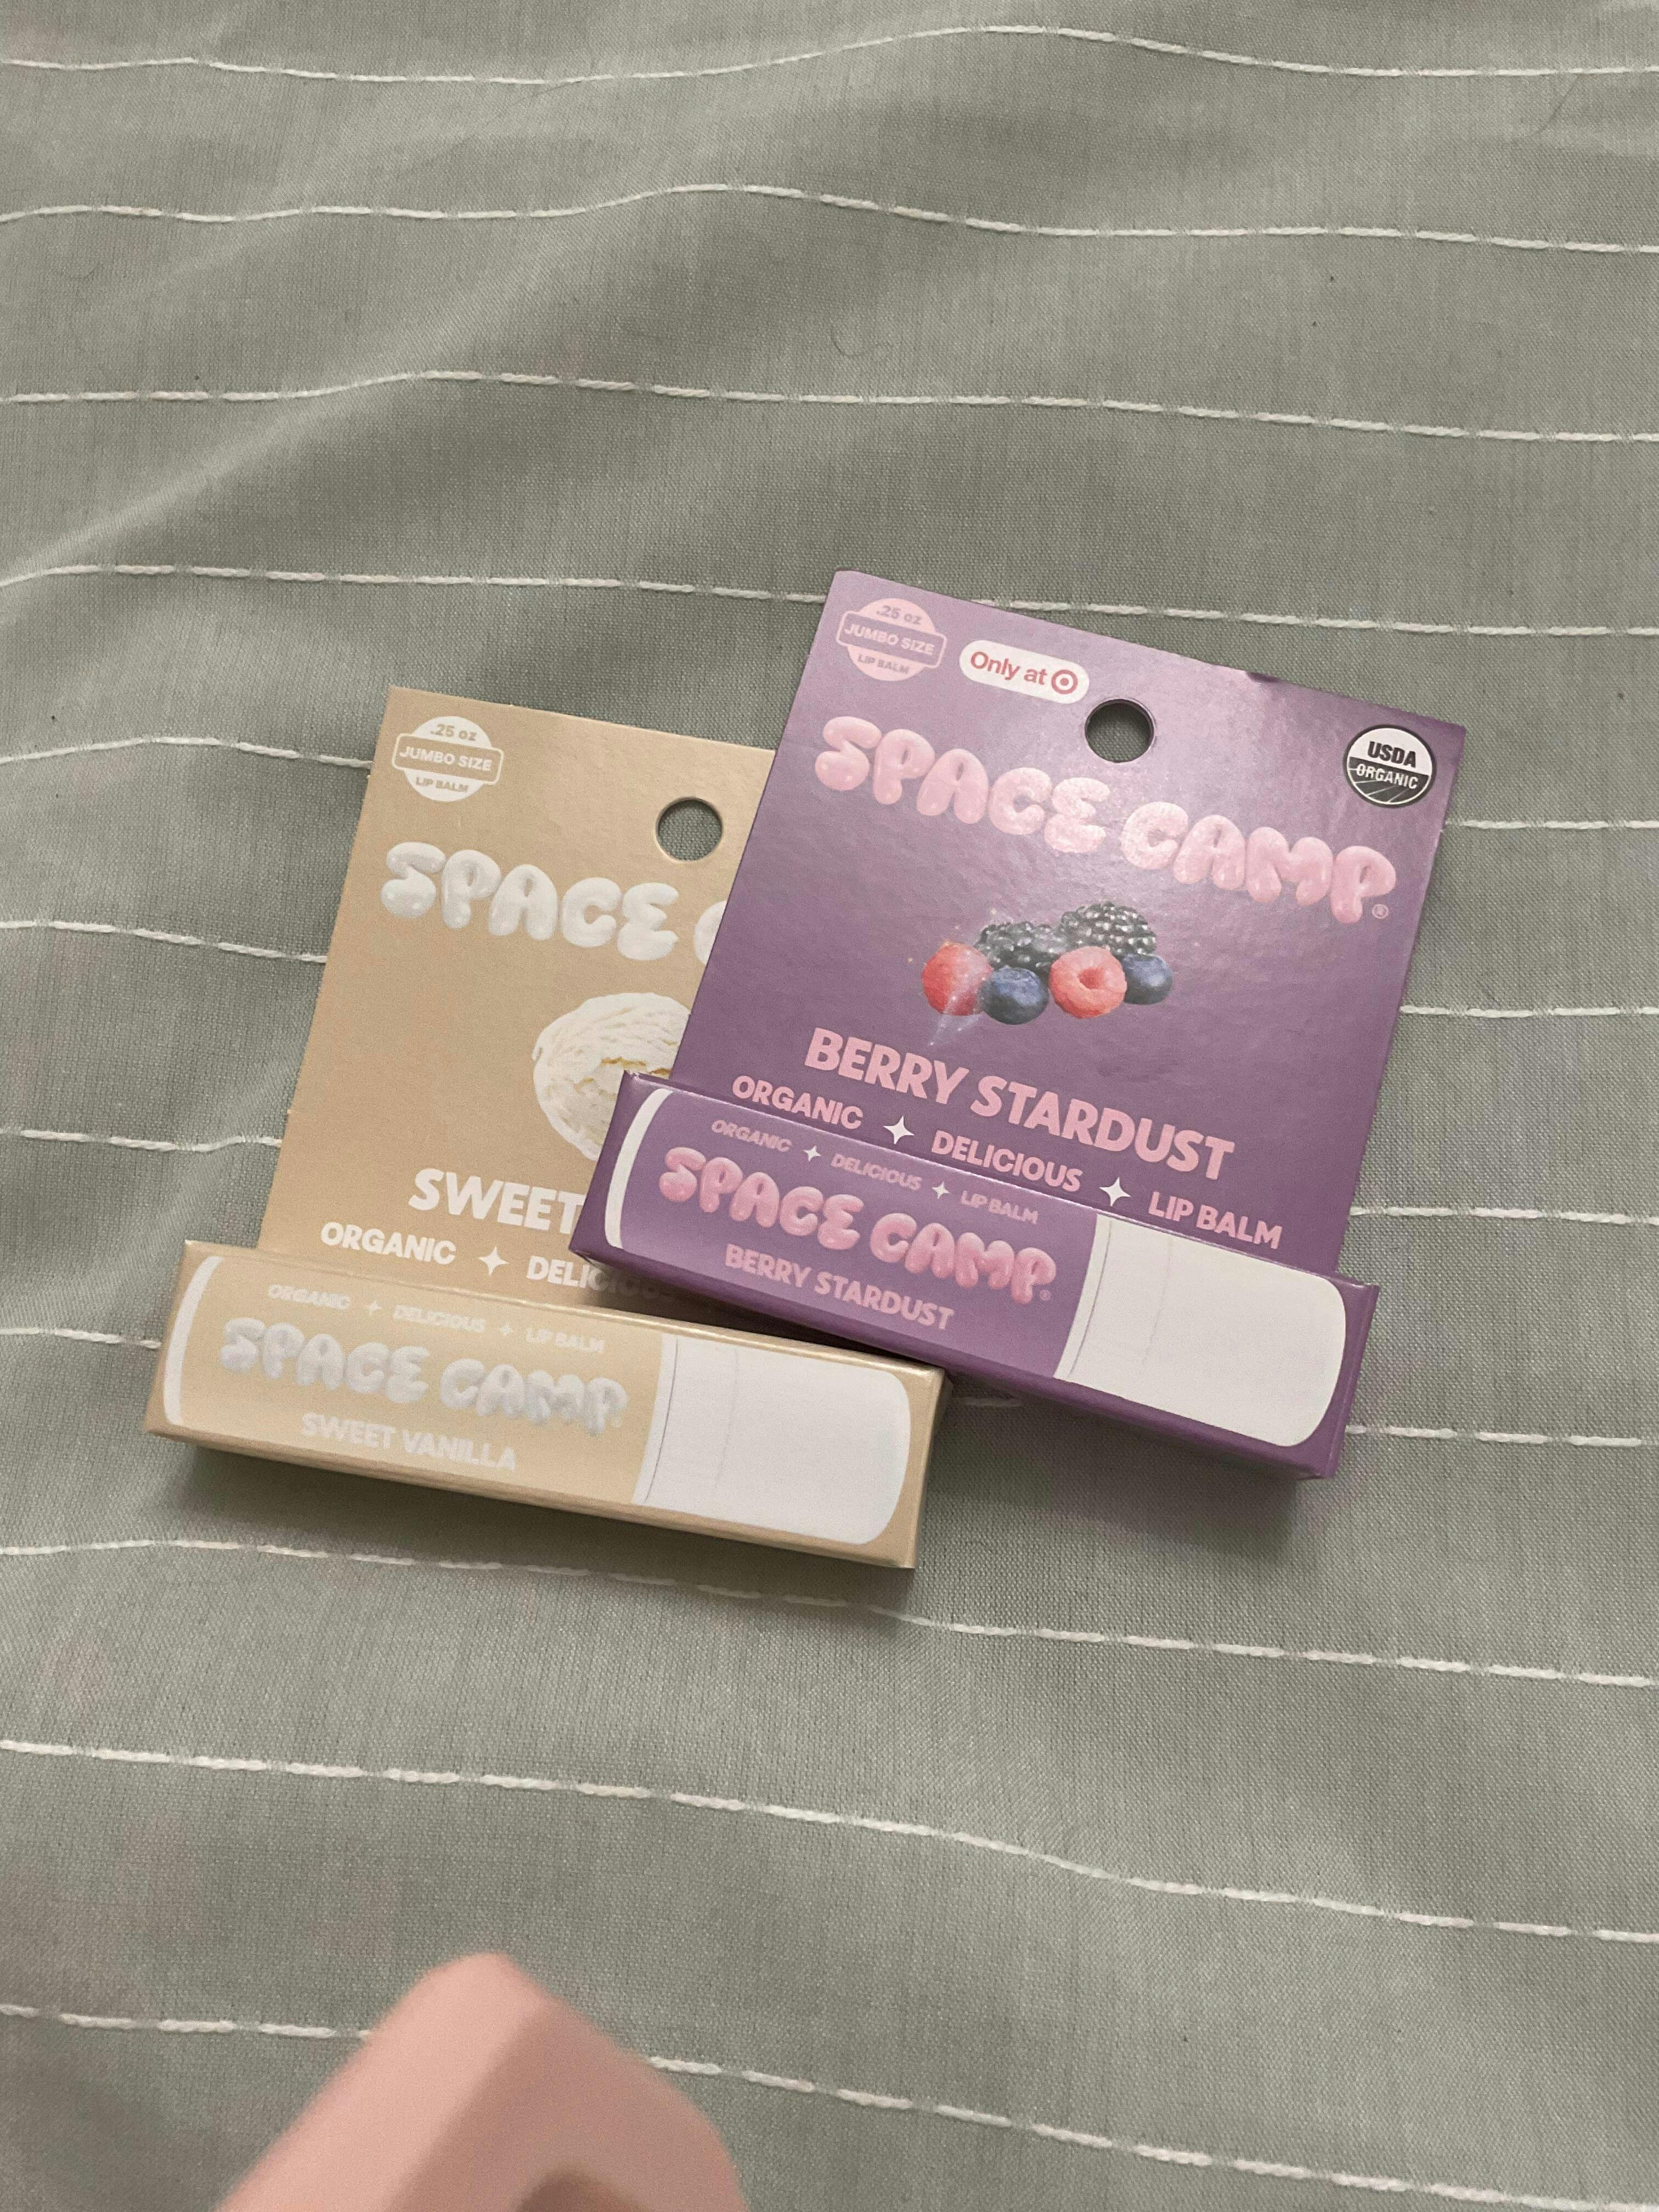 .25 oz
JUMBO SIZE
LIP BALM
SPACE C
SWEET
ORGANIC ✦ DELICIOUS
ORGANIC ✦ DELICIOUS ✦ LIP BALM
SPACE CAMP
SWEET VANILLA
.25 oz
JUMBO SIZE
LIP BALM
Only at
USDA
ORGANIC
SPACE CAMP®
BERRY STARDUST
ORGANIC ✦ DELICIOUS ✦ LIP BALM
ORGANIC ✦ DELICIOUS ✦ LIP BALM
SPACE CAMP®
BERRY STARDUST